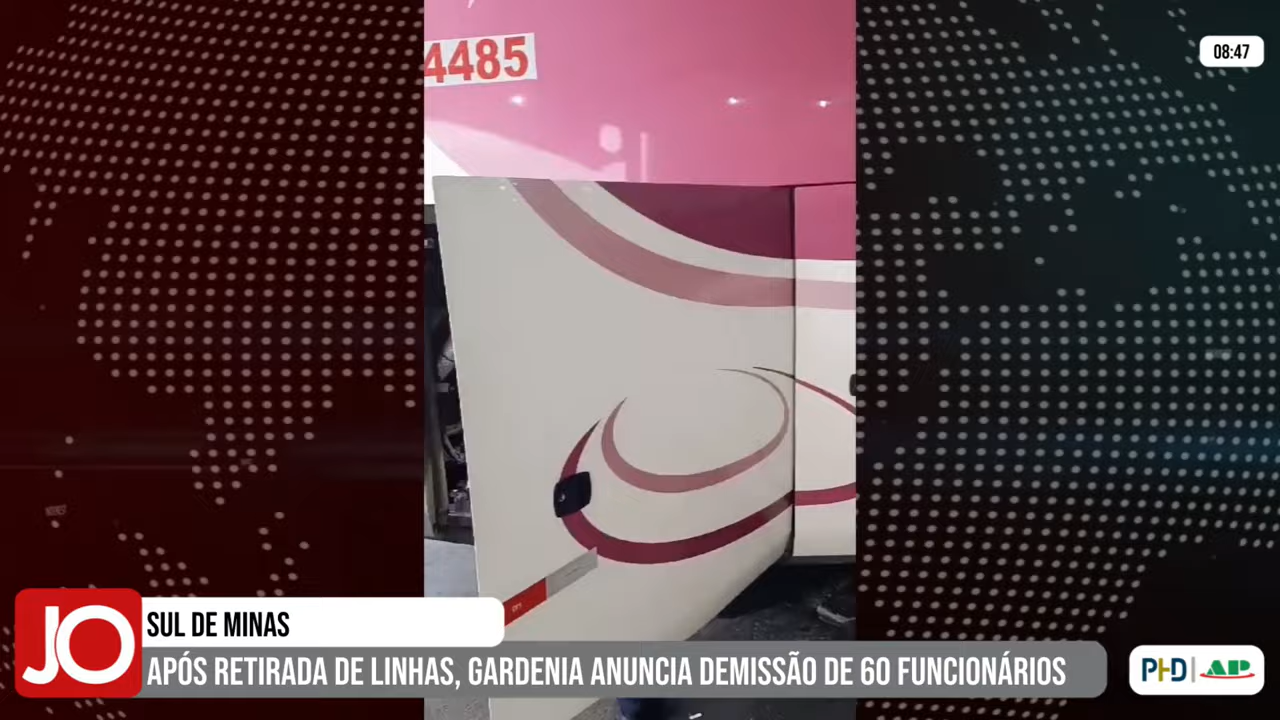 4485
08:47
JO
SUL DE MINAS
APÓS RETIRADA DE LINHAS, GARDENIA ANUNCIA DEMISSÃO DE 60 FUNCIONÁRIOS
PHD | AP